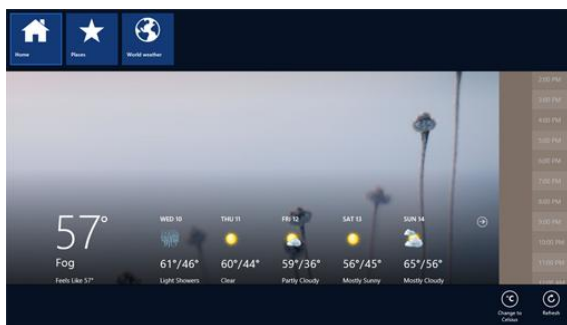 Home
Places
World weather
57°
Fog
Feels Like 57°
WED 10
61°/46°
Light Showers
THU 11
60°/44°
Clear
FRI 12
59°/36°
Partly Cloudy
SAT 13
56°/45°
Mostly Sunny
SUN 14
65°/56°
Mostly Cloudy
2:00 PM
3:00 PM
4:00 PM
5:00 PM
6:00 PM
7:00 PM
8:00 PM
9:00 PM
10:00 PM
11:00 PM
°C
Change to
Celsius
Refresh